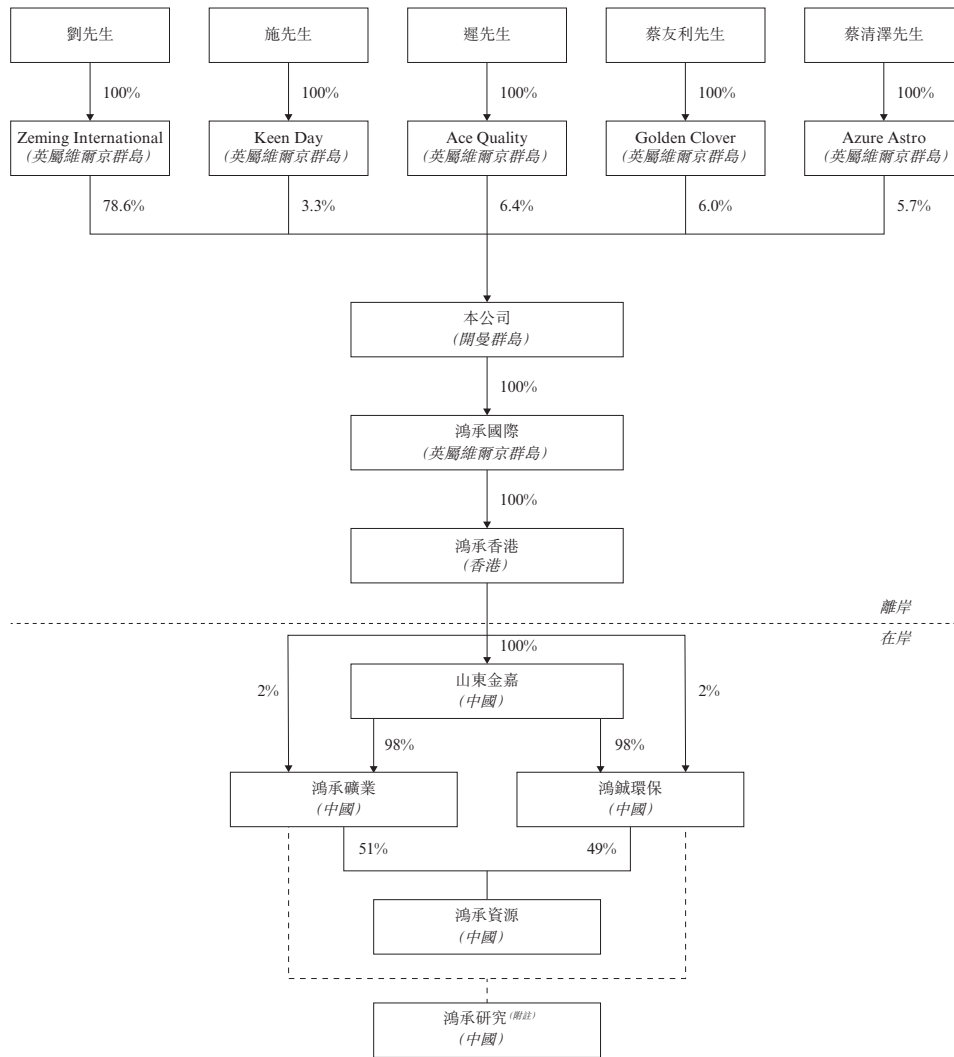 劉先生
施先生
遲先生
蔡友利先生
蔡清澤先生
100%
100%
100%
100%
100%
Zeming International
(英屬維爾京群島)
Keen Day
(英屬維爾京群島)
Ace Quality
(英屬維爾京群島)
Golden Clover
(英屬維爾京群島)
Azure Astro
(英屬維爾京群島)
78.6%
3.3%
6.4%
6.0%
5.7%
本公司
(開曼群島)
100%
鴻承國際
(英屬維爾京群島)
100%
鴻承香港
(香港)
離岸
在岸
100%
2%
山東金嘉
(中國)
2%
98%
98%
鴻承礦業
(中國)
鴻鋮環保
(中國)
51%
49%
鴻承資源
(中國)
鴻承研究(附註)
(中國)